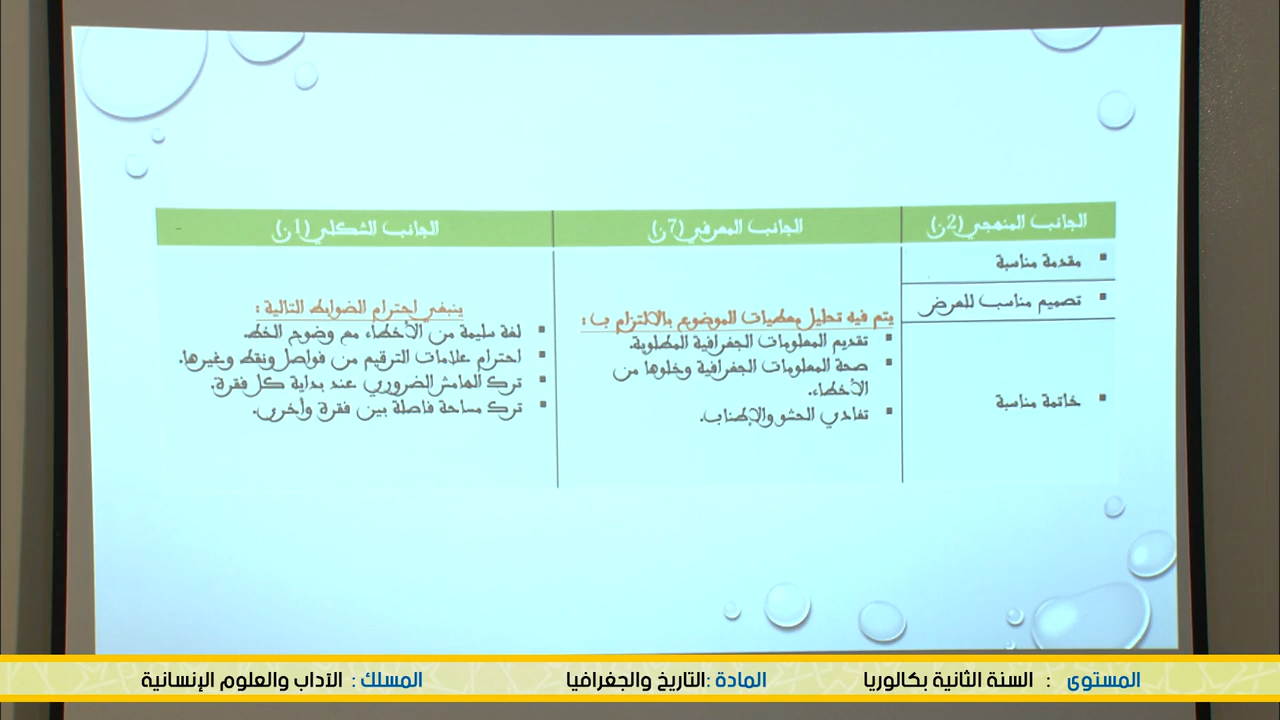 الجانب المنهجي (2ن)
الجانب المعرفي (7ن)
الجانب الشكلي (1ن)
مقدمة مناسبة
تصميم مناسب للعرض
خاتمة مناسبة
يتم فيه تحليل معطيات الموضوع بالالتزام ب :
تقديم المعلومات الجغرافية المطلوبة.
صحة المعلومات الجغرافية وخلوها من
الأخطاء.
تفادي الحشو والإطناب.
ينبغي احترام الضوابط التالية :
لغة سليمة من الأخطاء مع وضوح الخط.
احترام علامات الترقيم من فواصل ونقط وغيرها.
ترك الهامش الضروري عند بداية كل فقرة.
ترك مساحة فاصلة بين فقرة وأخرى.
المستوى : السنة الثانية بكالوريا
المادة :التاريخ والجغرافيا
المسلك : الآداب والعلوم الإنسانية